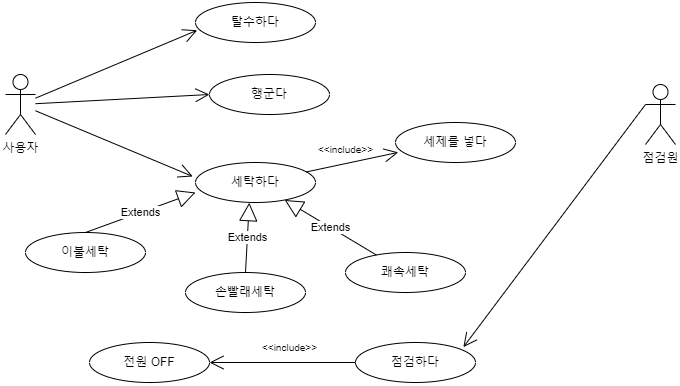 탈수하다
행군다
사용자
점검원
<<include>>
세제를 넣다
세탁하다
Extends
이불세탁
Extends
손빨래세탁
Extends
쾌속세탁
<<include>>
전원 OFF
점검하다